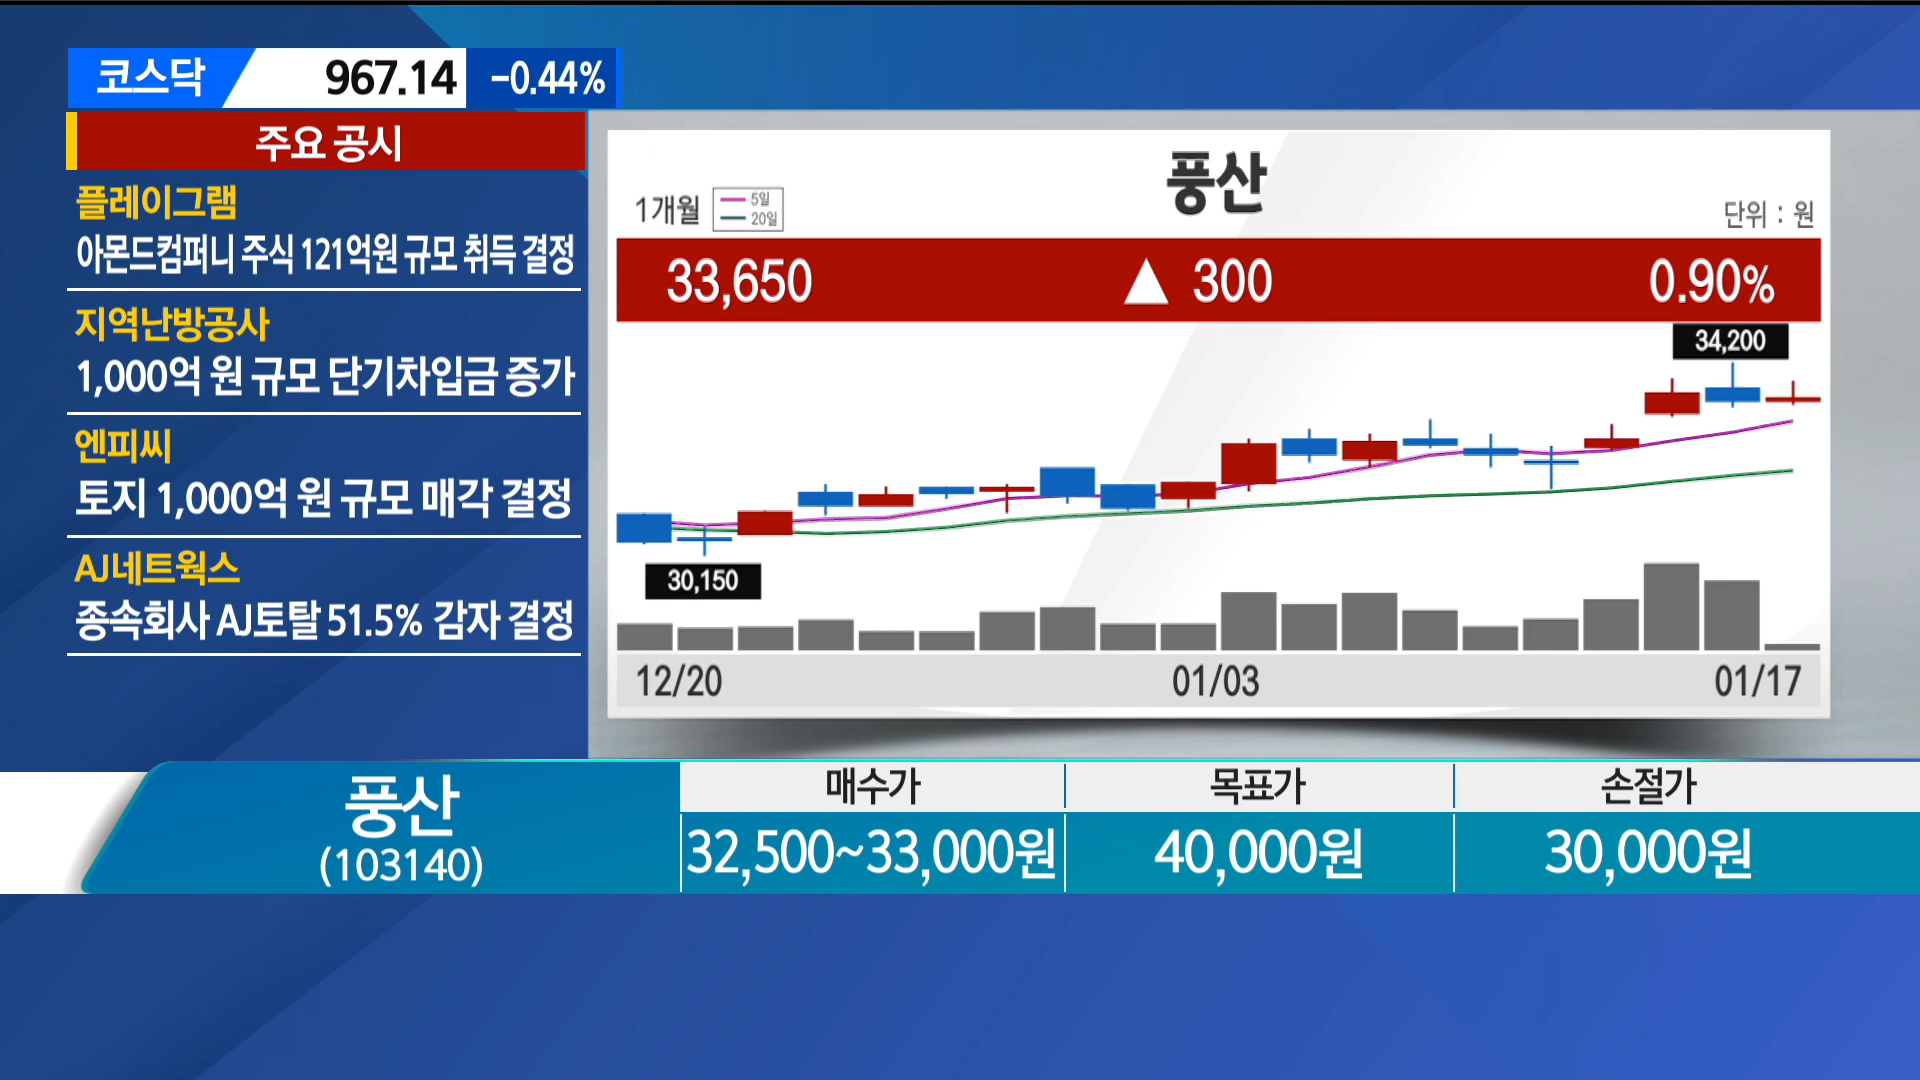 코스닥 967.14 -0.44%
주요 공시
플레이그램
아몬드컴퍼니 주식 121억원 규모 취득 결정
지역난방공사
1,000억 원 규모 단기차입금 증가
엔피씨
토지 1,000억 원 규모 매각 결정
AJ네트웍스
종속회사 AJ토탈 51.5% 감자 결정
풍산
1개월
5일
20일
단위 : 원
33,650 ▲ 300 0.90%
34,200
30,150
12/20 01/03 01/17
풍산
(103140)
매수가 목표가 손절가
32,500~33,000원 40,000원 30,000원